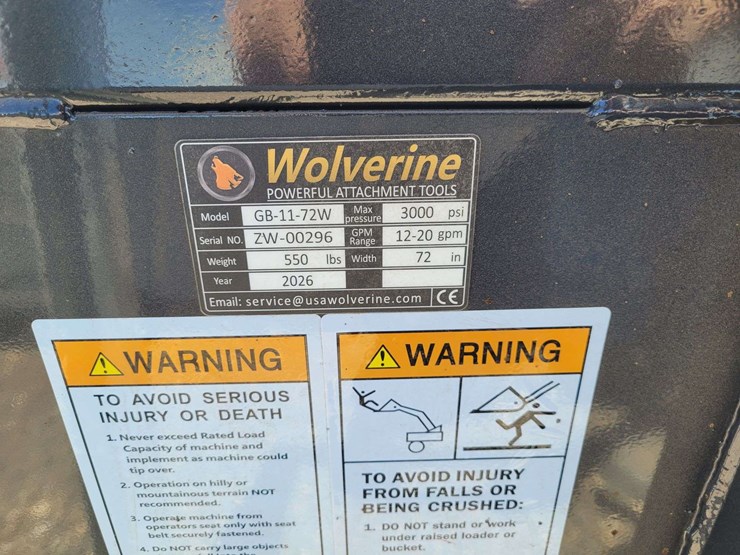 Wolverine
POWERFUL ATTACHMENT TOOLS
Model GB-11-72W Max pressure 3000 psi
Serial NO. ZW-00296 GPM Range 12-20 gpm
Weight 550 lbs Width 72 in
Year 2026
Email: service@usawolverine.com CE
WARNING
TO AVOID SERIOUS
INJURY OR DEATH
1. Never exceed Rated Load
Capacity of machine and
implement as machine could
tip over.
2. Operation on hilly or
mountainous terrain NOT
recommended.
3. Operate machine from
operators seat only with seat
belt securely fastened.
4. Do NOT carry large objects
WARNING
TO AVOID INJURY
FROM FALLS OR
BEING CRUSHED:
1. DO NOT stand or work
under raised loader or
bucket.